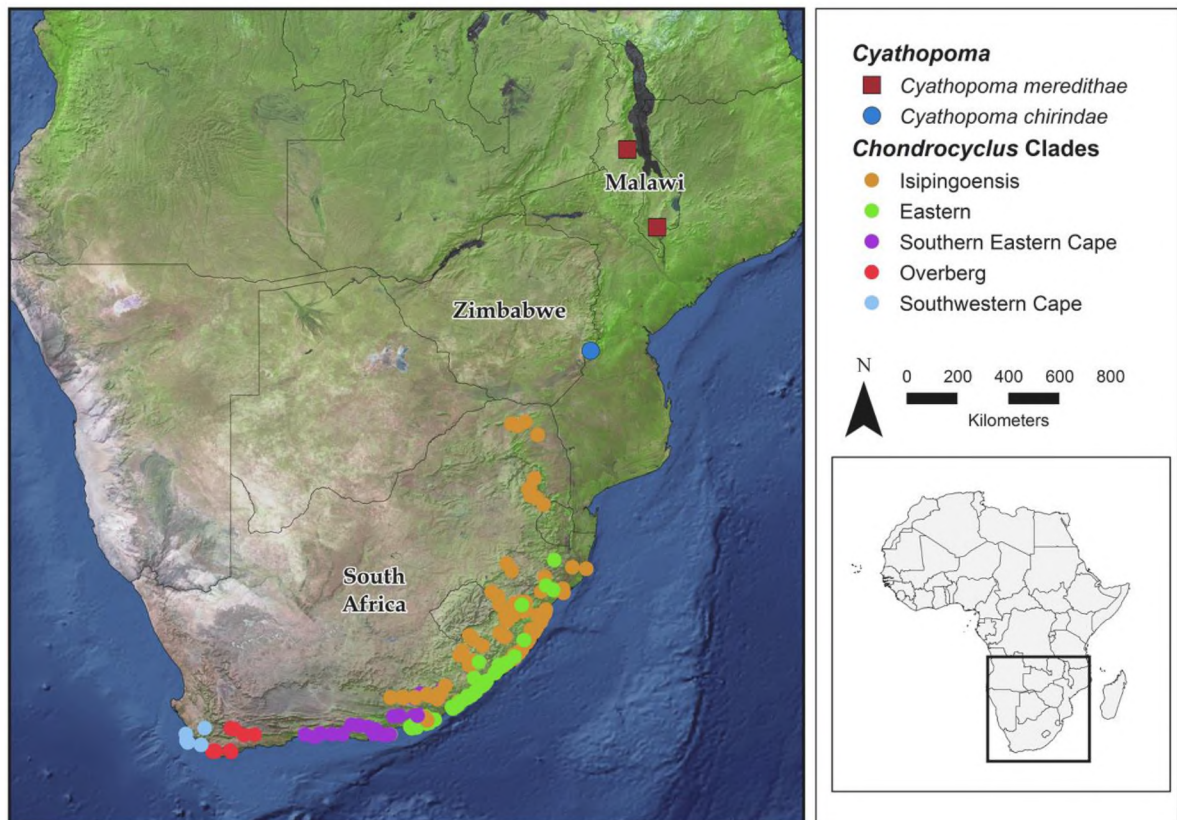 Malawi
Zimbabwe
South
Africa
Cyathopoma
Cyathopoma meredithae
Cyathopoma chirindae
Chondrocyclus Clades
Isipingoensis
Eastern
Southern Eastern Cape
Overberg
Southwestern Cape
N
0 200 400 600 800
Kilometers